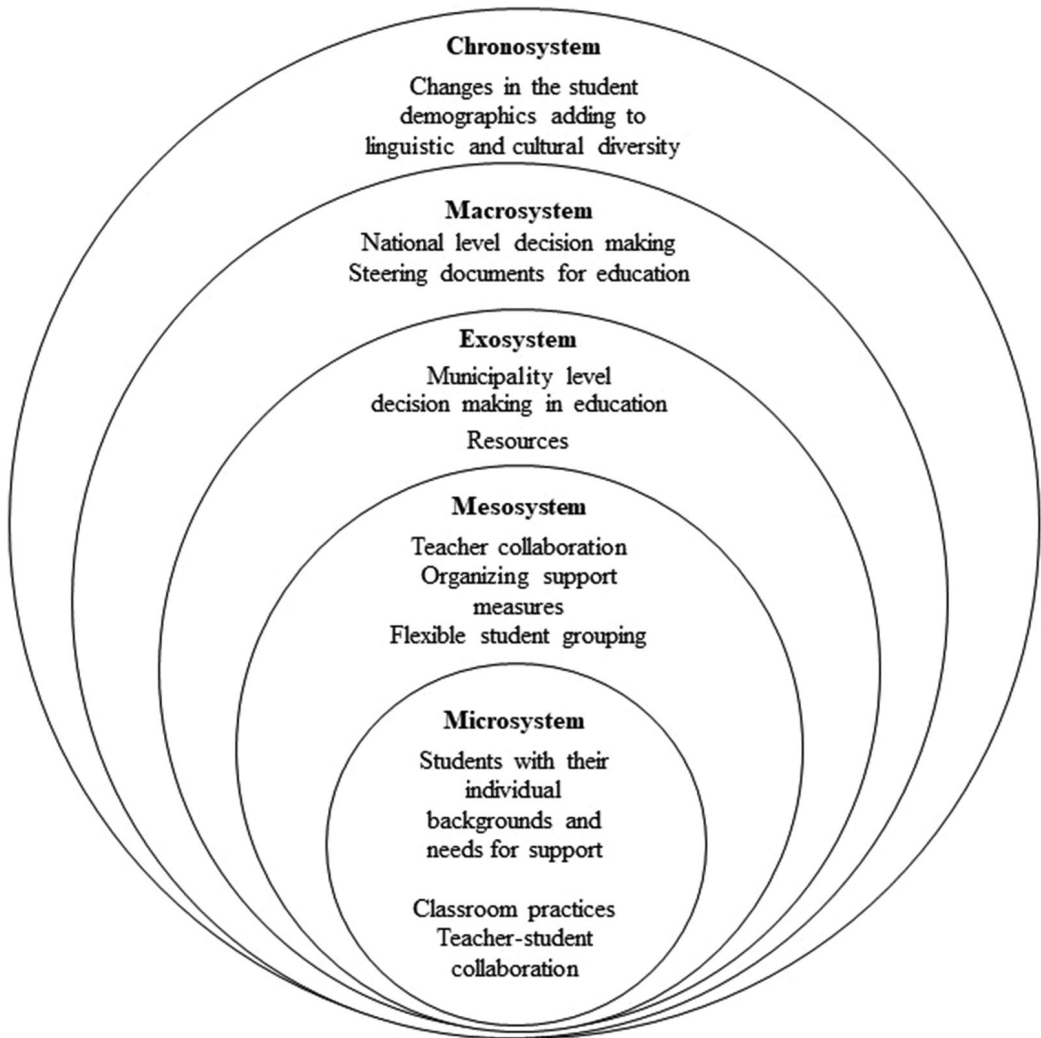 Chronosystem
Changes in the student
demographics adding to
linguistic and cultural diversity
Macrosystem
National level decision making
Steering documents for education
Exosystem
Municipality level
decision making in education
Resources
Mesosystem
Teacher collaboration
Organizing support
measures
Flexible student grouping
Microsystem
Students with their
individual
backgrounds and
needs for support
Classroom practices
Teacher-student
collaboration